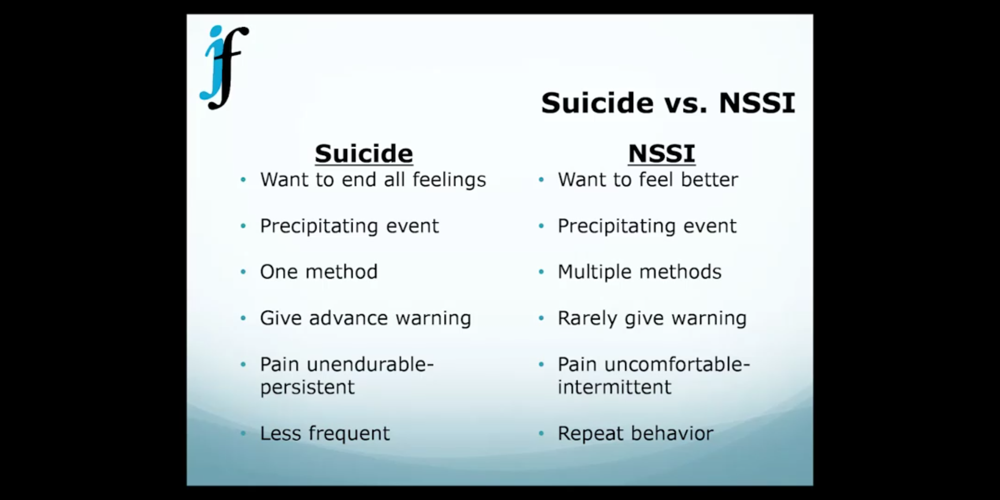 jf
Suicide vs. NSSI
Suicide
• Want to end all feelings
• Precipitating event
• One method
• Give advance warning
• Pain unendurable-
persistent
• Less frequent
NSSI
• Want to feel better
• Precipitating event
• Multiple methods
• Rarely give warning
• Pain uncomfortable-
intermittent
• Repeat behavior